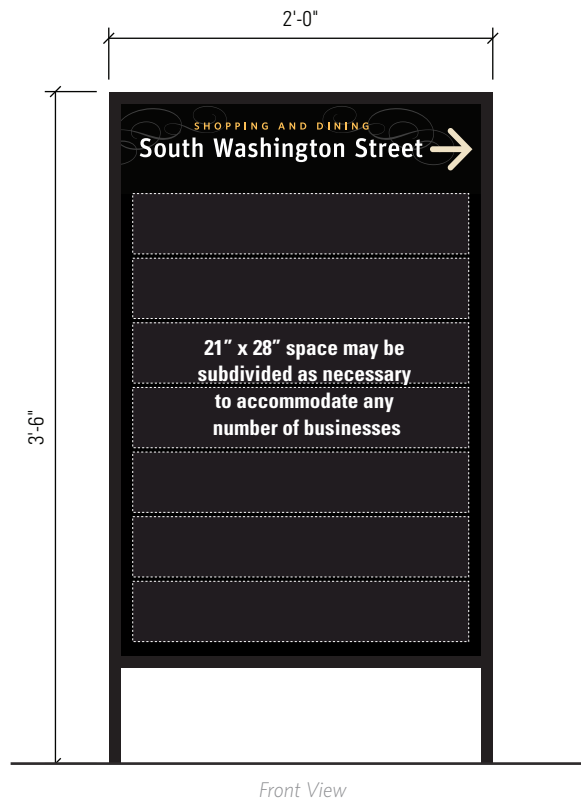 2'-0"
SHOPPING AND DINING
South Washington Street
21” x 28” space may be
subdivided as necessary
to accommodate any
number of businesses
3'-6"
Front View